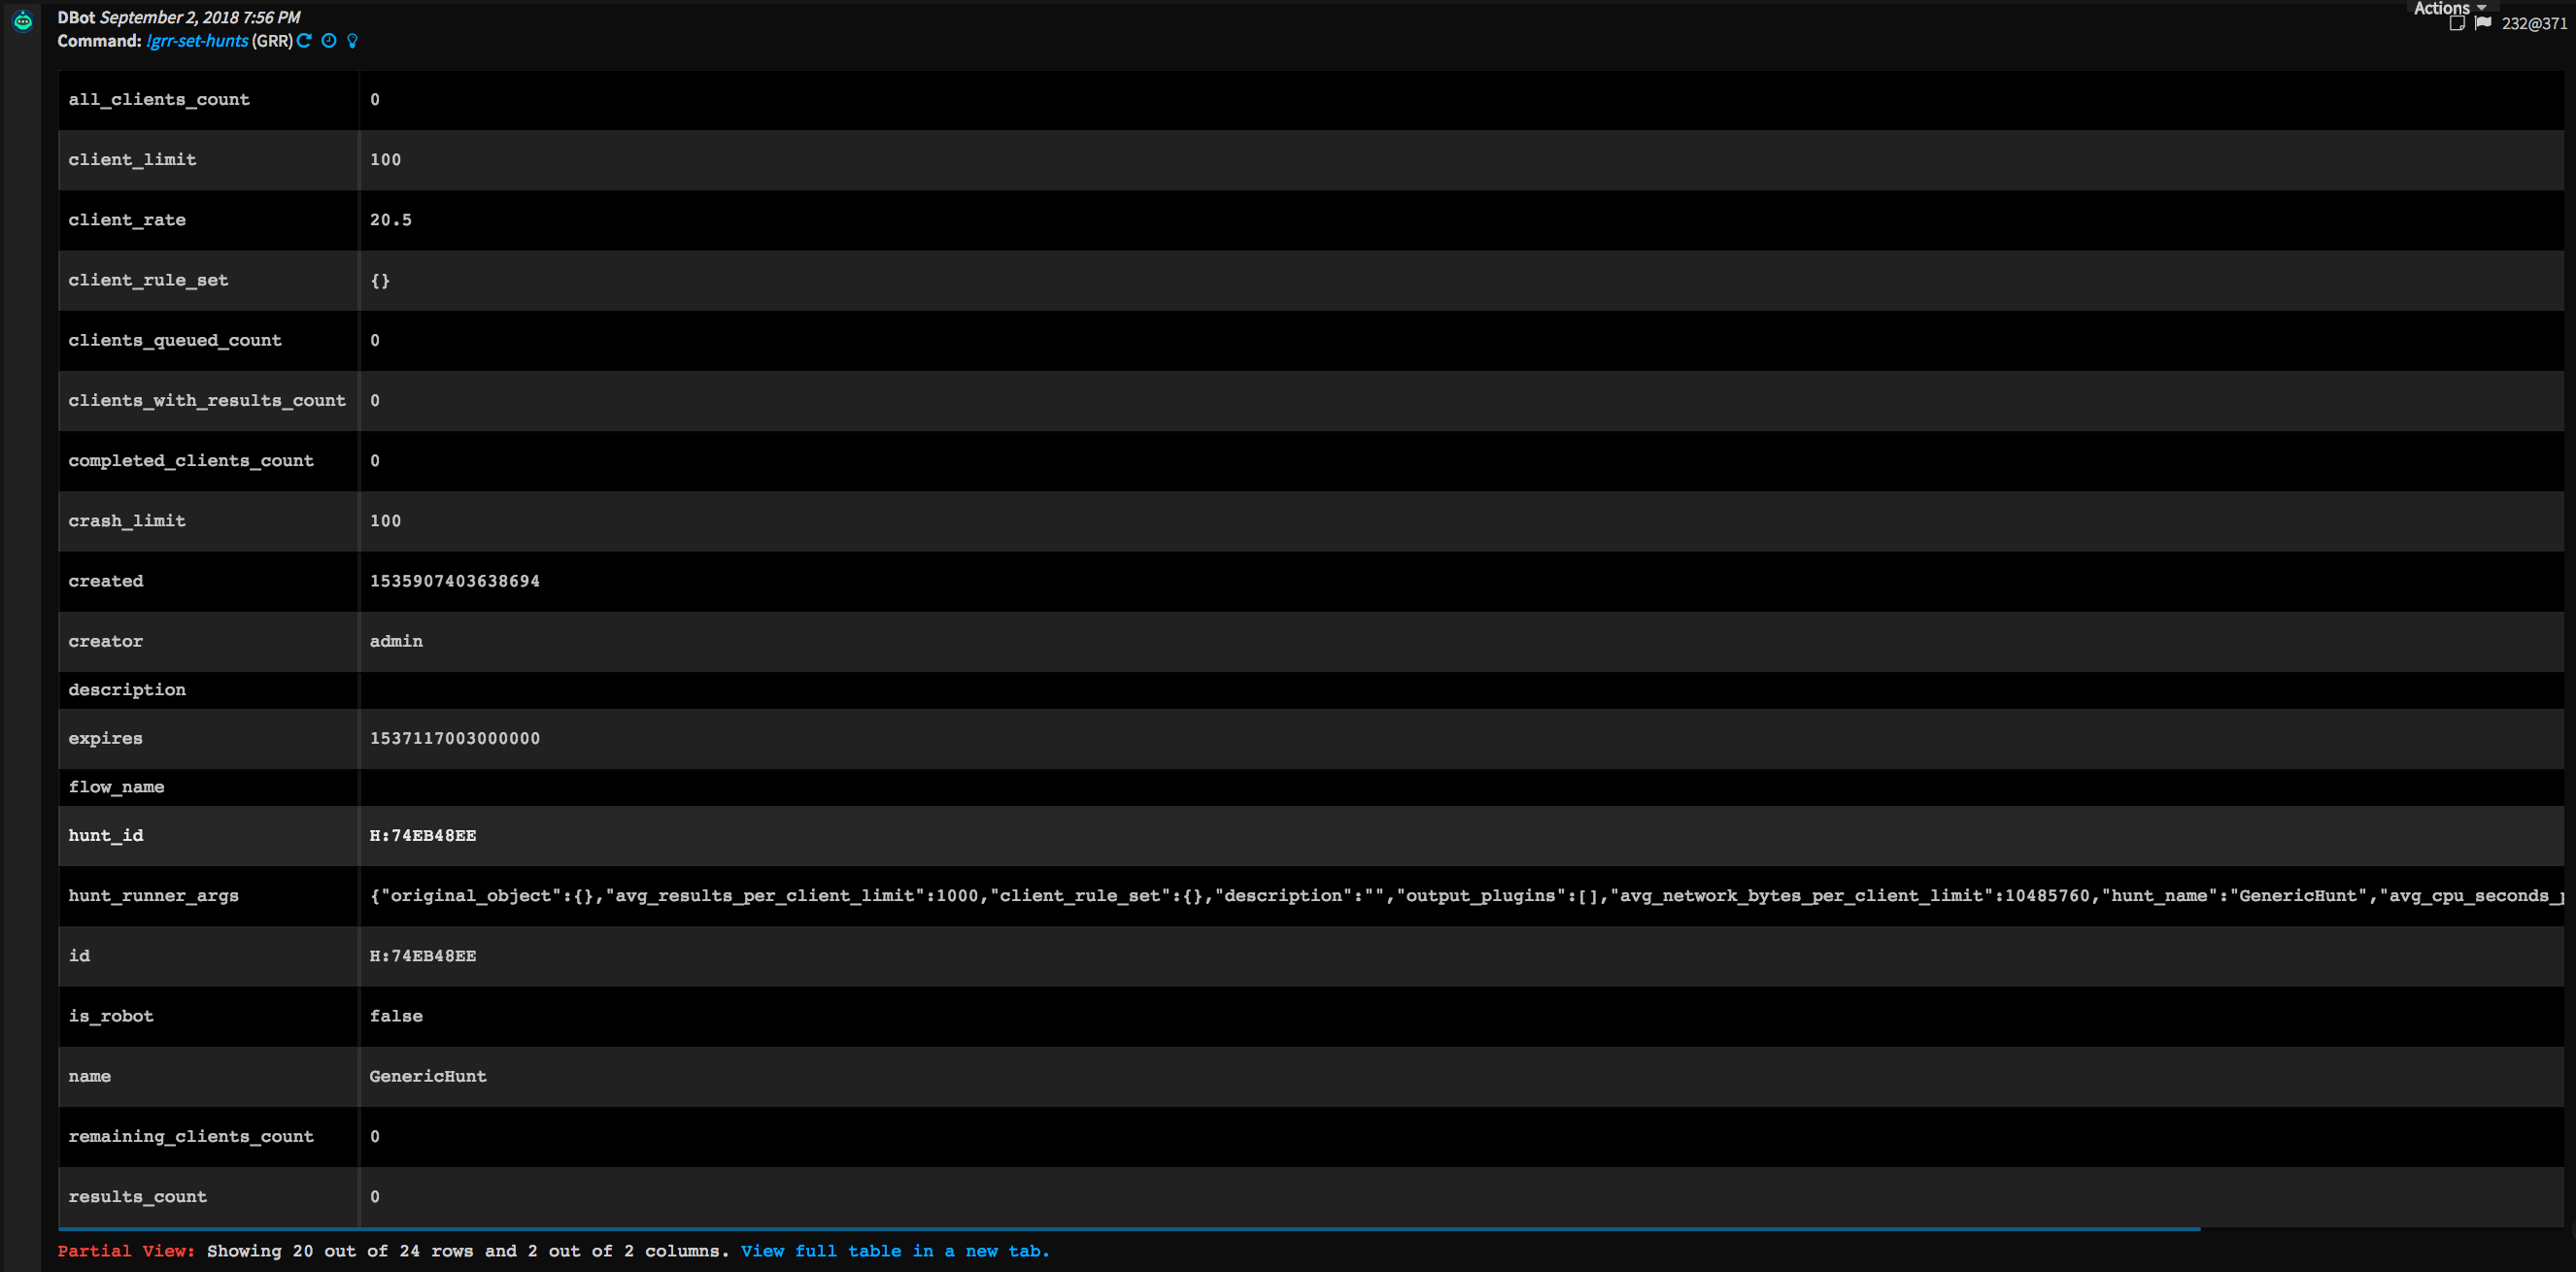 DBot September 2, 2018 7:56 PM
Actions
Command: !grr-set-hunts (GRR)
232@371
all_clients_count 0
client_limit 100
client_rate 20.5
client_rule_set {}
clients_queued_count 0
clients_with_results_count 0
completed_clients_count 0
crash_limit 100
created 1535907403638694
creator admin
description
expires 1537117003000000
flow_name
hunt_id H:74EB48EE
hunt_runner_args {"original_object":{},"avg_results_per_client_limit":1000,"client_rule_set":{},"description":"","output_plugins":[],"avg_network_bytes_per_client_limit":10485760,"hunt_name":"GenericHunt","avg_cpu_seconds_p
id H:74EB48EE
is_robot false
name GenericHunt
remaining_clients_count 0
results_count 0
Partial View: Showing 20 out of 24 rows and 2 out of 2 columns. View full table in a new tab.